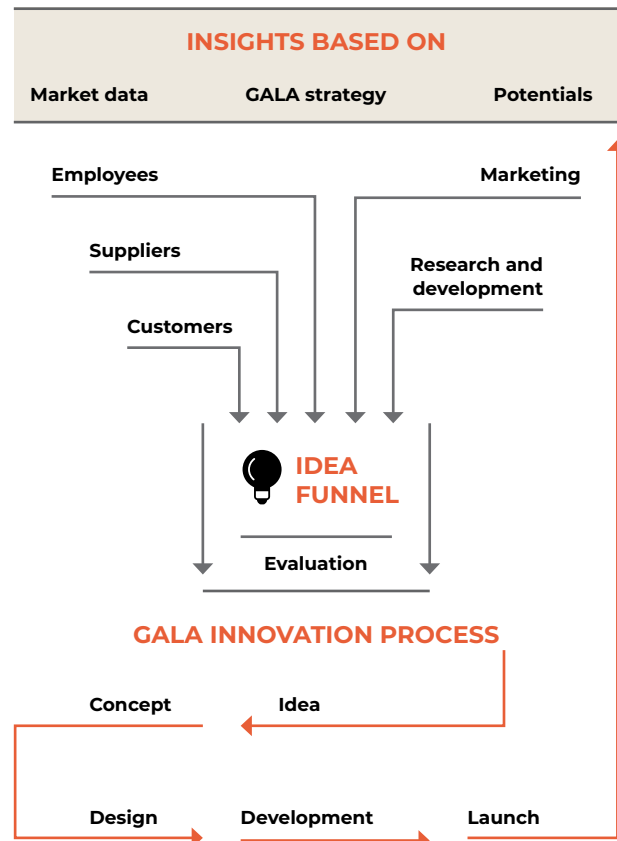 INSIGHTS BASED ON
Market data GALA strategy Potentials
Employees
Marketing
Suppliers
Research and
development
Customers
IDEA
FUNNEL
Evaluation
GALA INNOVATION PROCESS
Concept Idea
Design Development Launch